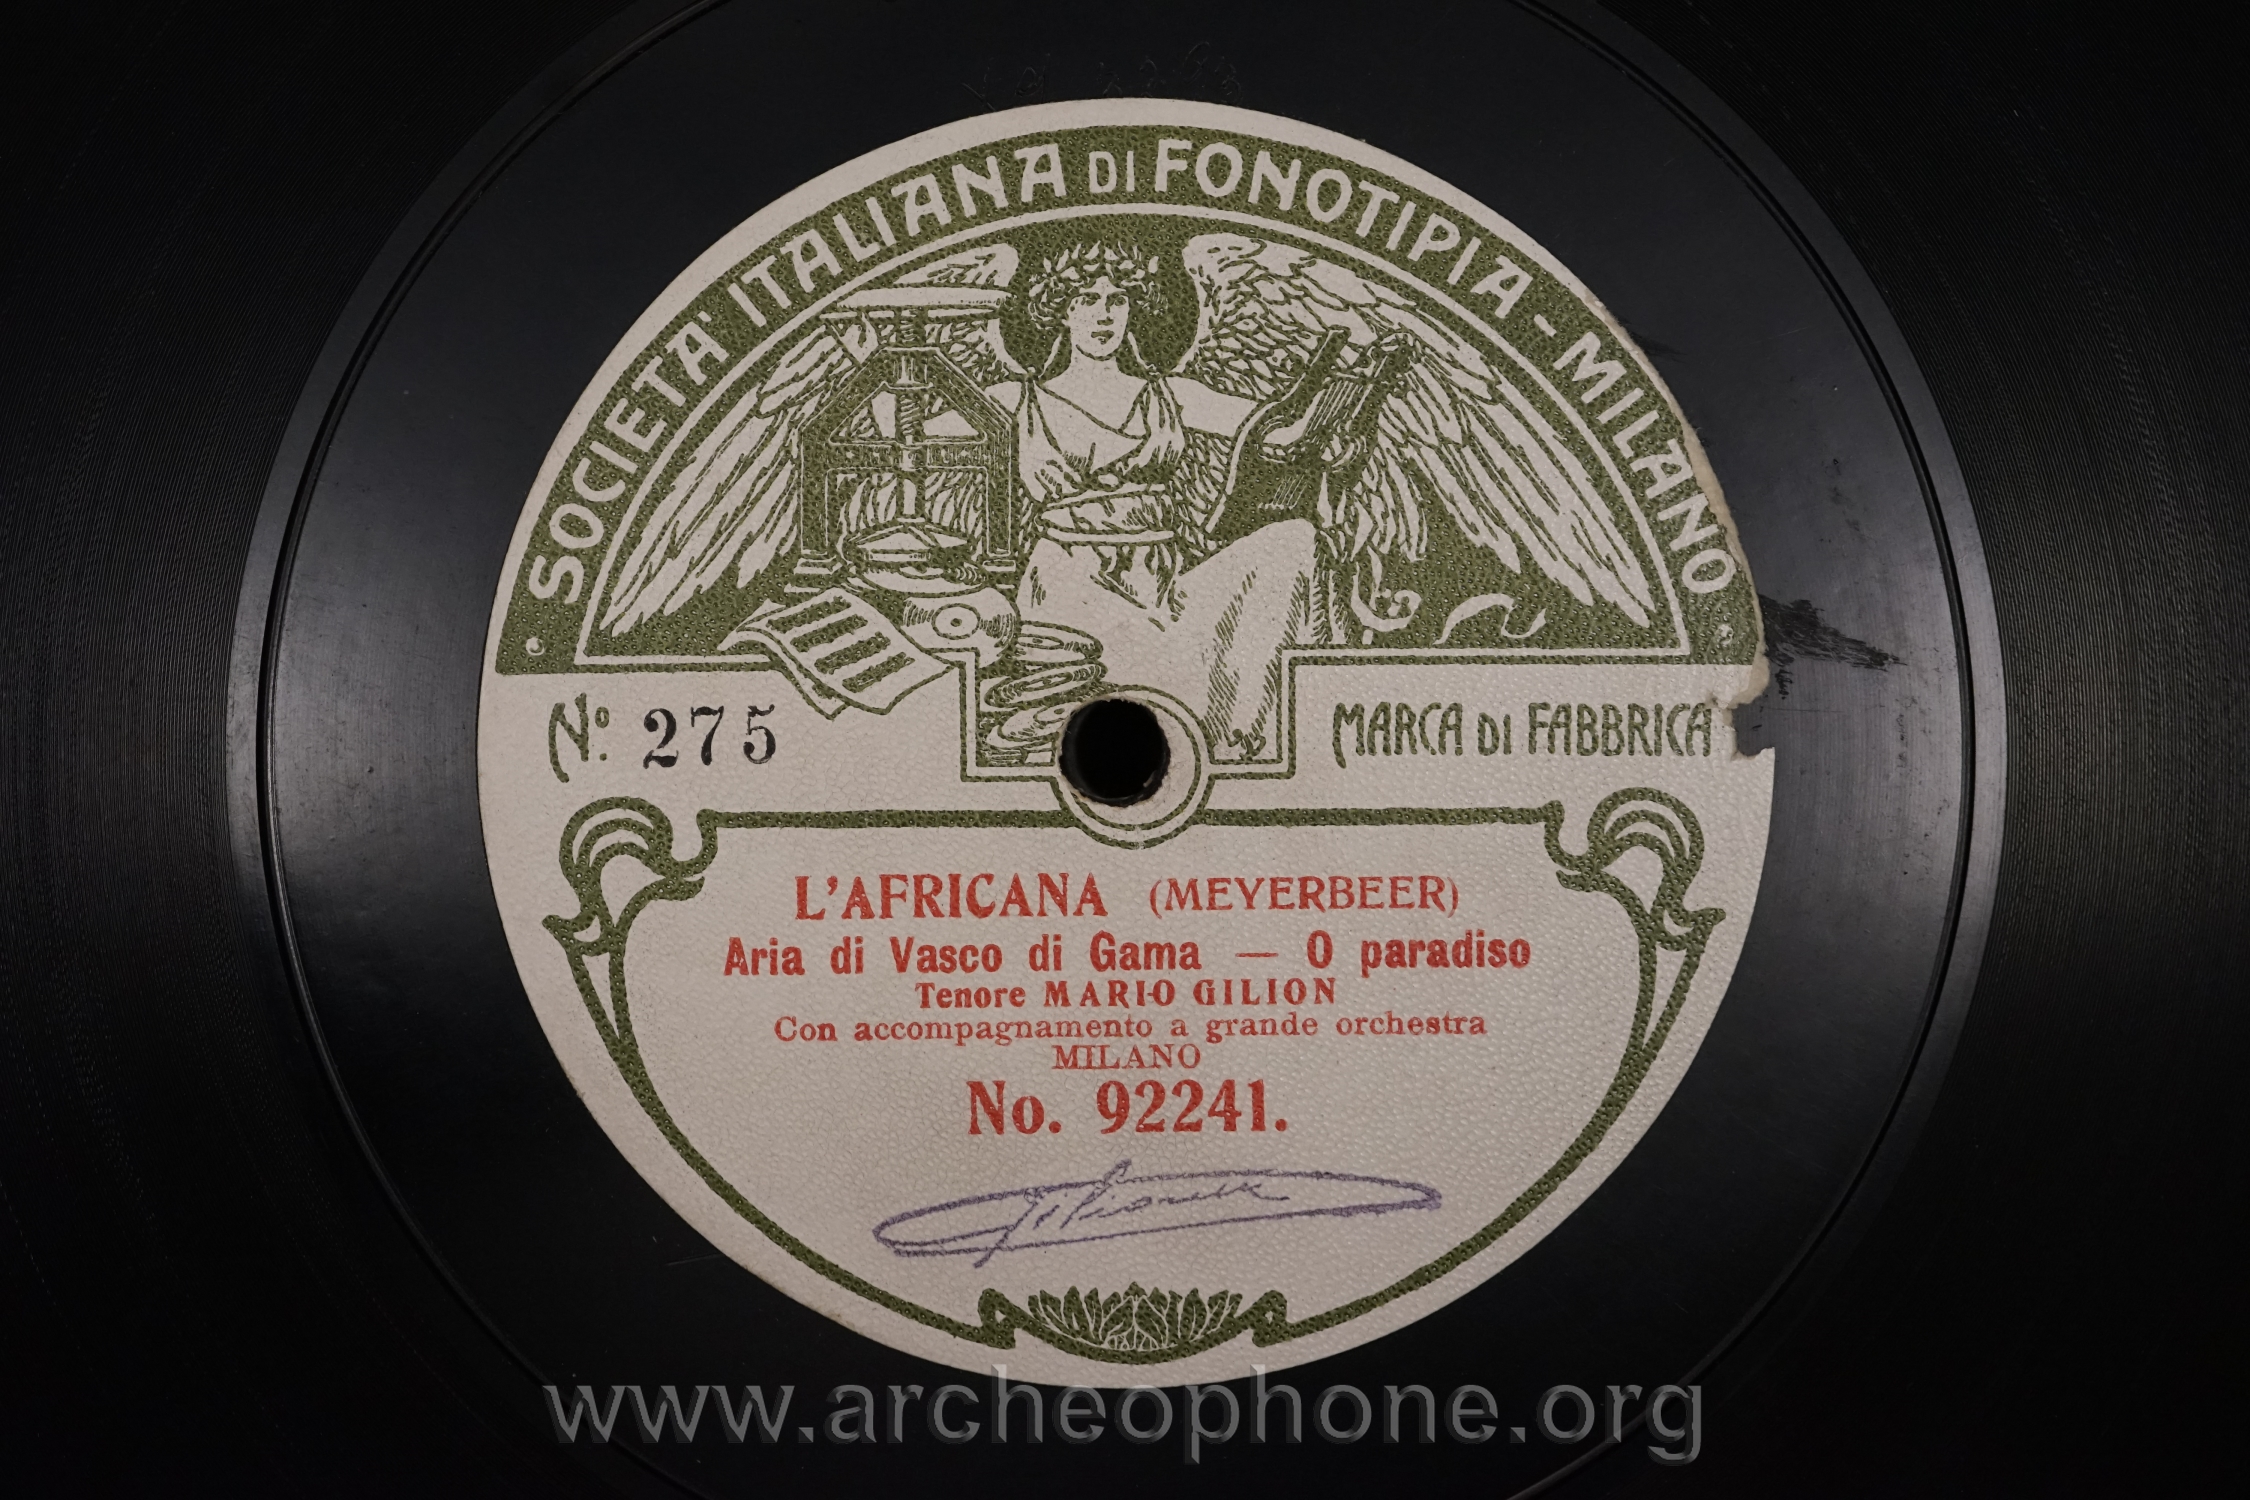 SOCIETA' ITALIANA DI FONOTIPIA - MILANO
No. 275
MARCA DI FABBRICA
L'AFRICANA (MEYERBEER)
Aria di Vasco di Gama — O paradiso
Tenore MARIO GILION
Con accompagnamento a grande orchestra
MILANO
No. 92241.
www.archeophone.org